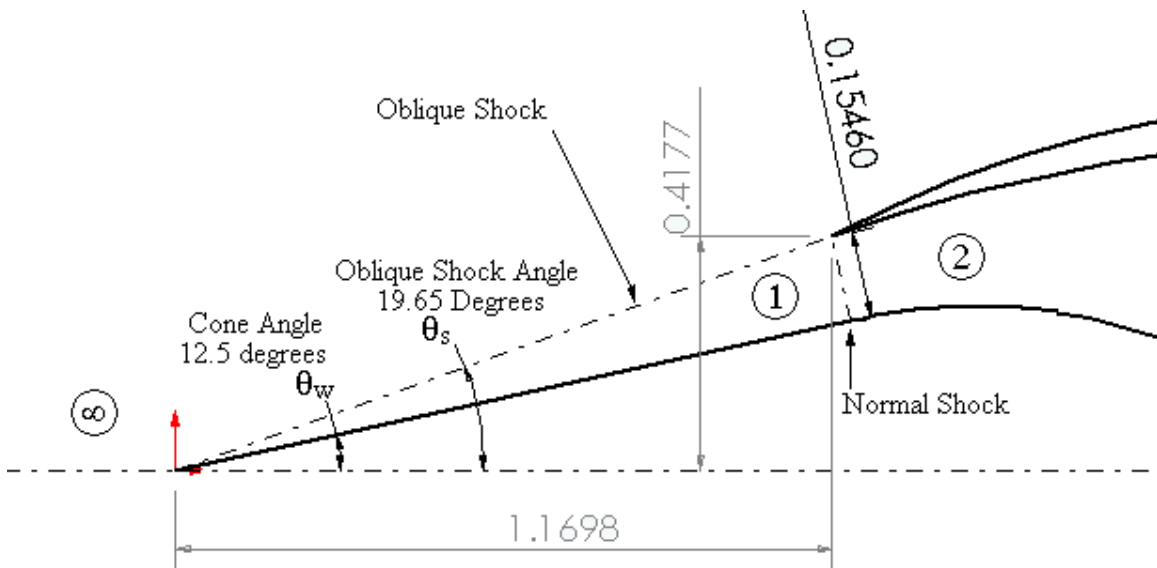 0.15460
Oblique Shock
0.4177
Oblique Shock Angle
19.65 Degrees
θs
Cone Angle
12.5 degrees
θw
1
2
∞
Normal Shock
1.1698